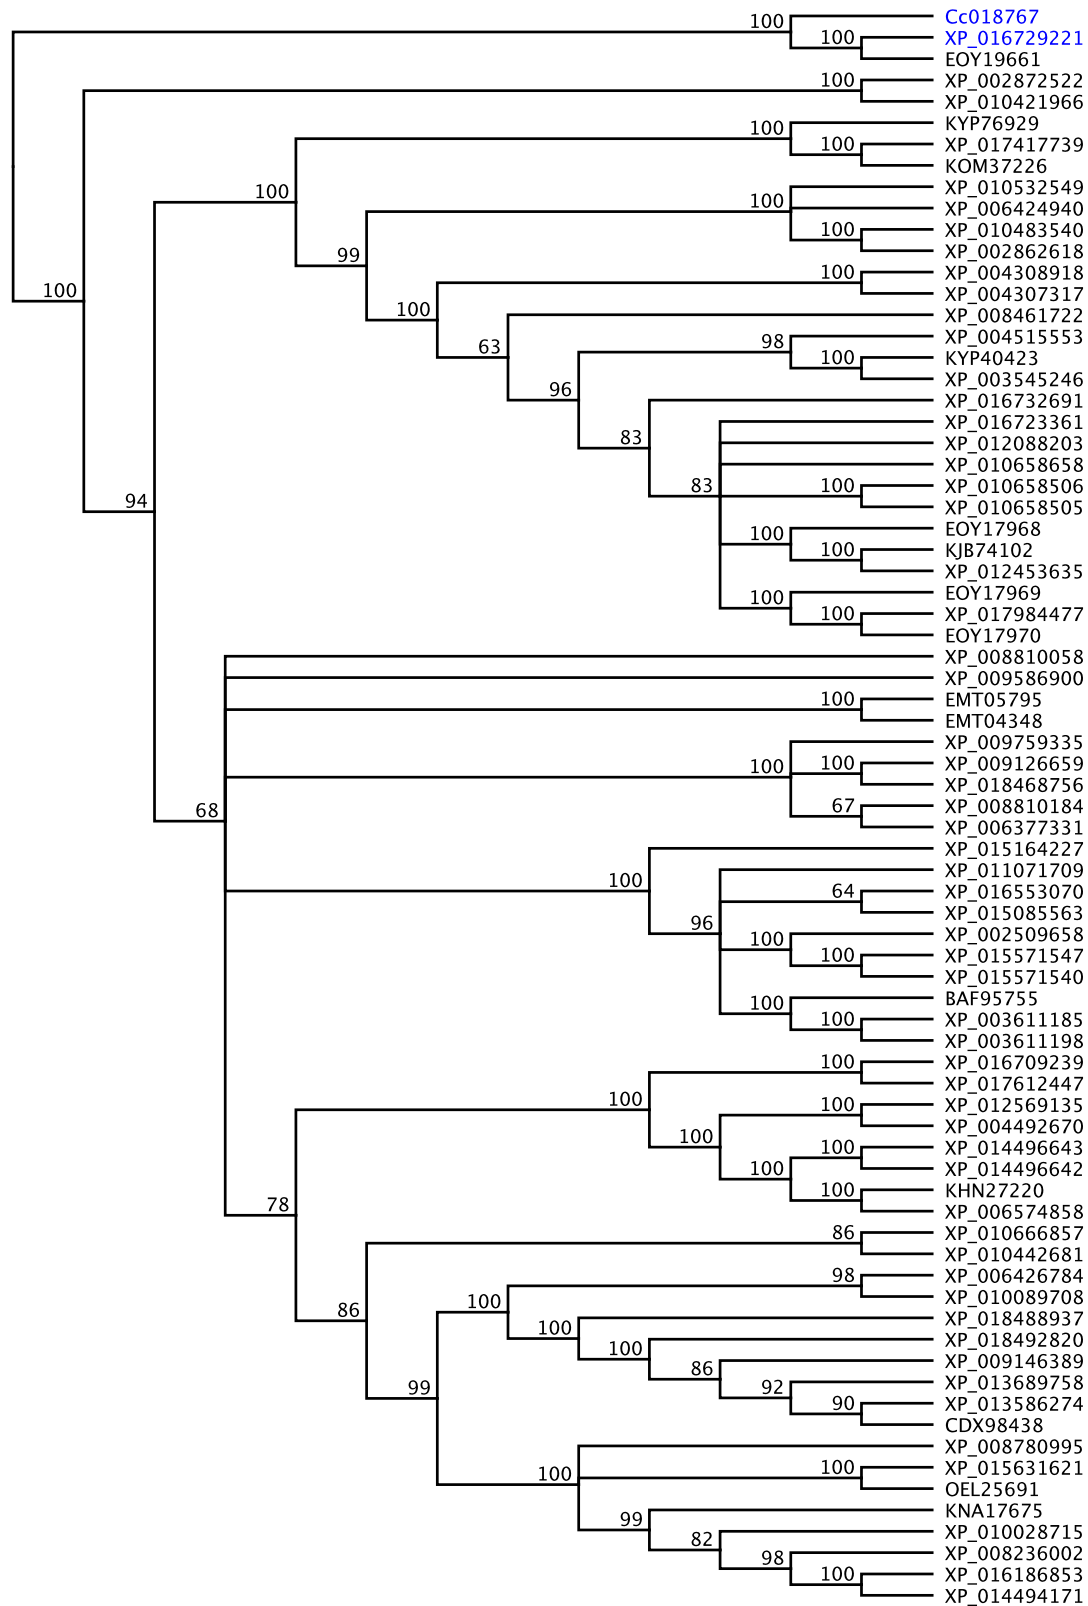 Cc018767
100
XP_016729221
100
EOY19661
XP_002872522
100
XP_010421966
KYP76929
100
XP_017417739
100
KOM37226
100
XP_010532549
100
XP_006424940
XP_010483540
100
XP_002862618
99
XP_004308918
100
XP_004307317
100
XP_008461722
63
XP_004515553
98
KYP40423
100
XP_003545246
96
XP_016732691
83
XP_016723361
XP_012088203
XP_010658658
83
XP_010658506
100
XP_010658505
94
EOY17968
100
KJB74102
100
XP_012453635
EOY17969
100
XP_017984477
100
EOY17970
XP_008810058
XP_009586900
EMT05795
100
EMT04348
XP_009759335
100
XP_009126659
100
XP_018468756
XP_008810184
67
XP_006377331
68
XP_015164227
100
XP_011071709
XP_016553070
64
XP_015085563
96
XP_002509658
100
XP_015571547
100
XP_015571540
BAF95755
100
XP_003611185
100
XP_003611198
XP_016709239
100
XP_017612447
100
XP_012569135
100
XP_004492670
100
XP_014496643
100
XP_014496642
100
KHN27220
100
XP_006574858
78
XP_010666857
86
XP_010442681
XP_006426784
98
XP_010089708
100
86
XP_018488937
100
XP_018492820
100
XP_009146389
86
XP_013689758
92
XP_013586274
90
CDX98438
99
XP_008780995
100
XP_015631621
100
OEL25691
KNA17675
99
XP_010028715
82
XP_008236002
98
XP_016186853
100
XP_014494171